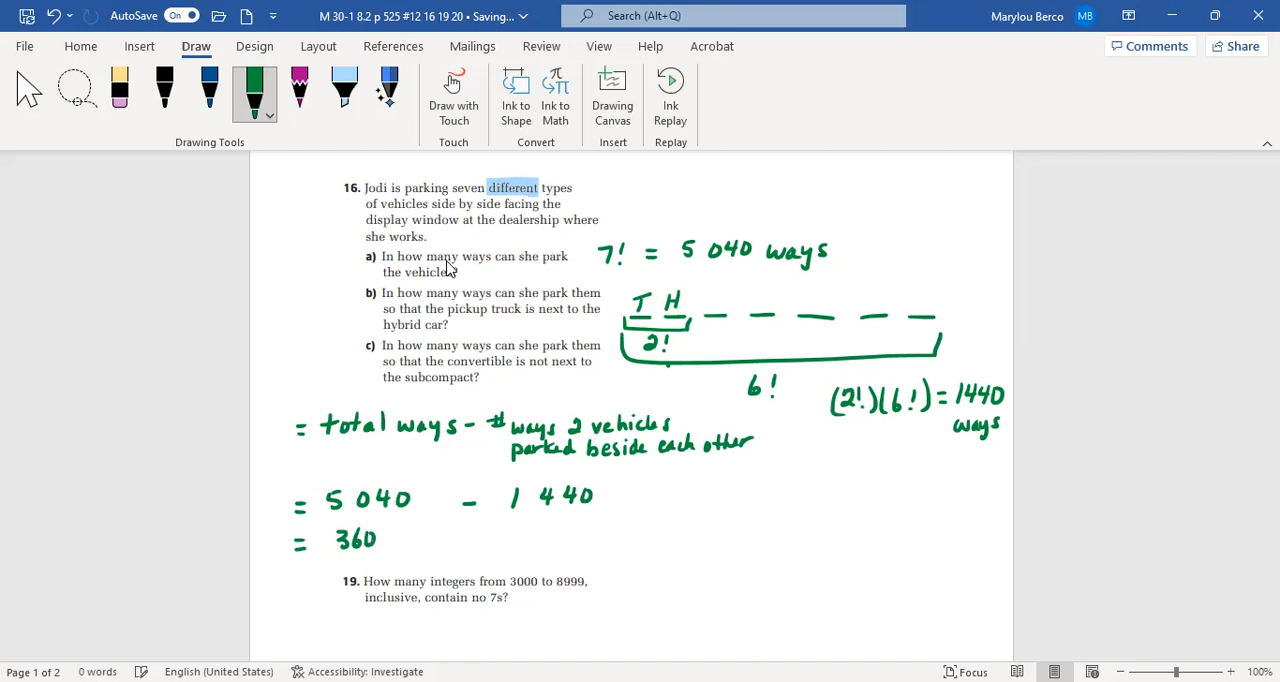 AutoSave On M 30-1 8.2 p 525 #12 16 19 20 • Saving... Search (Alt+Q) Marylou Berco MB
File Home Insert Draw Design Layout References Mailings Review View Help Acrobat Comments Share
Draw with Touch
Ink to Shape
Ink to Math
Drawing Canvas
Ink Replay
Drawing Tools Touch Convert Insert Replay
16. Jodi is parking seven different types
of vehicles side by side facing the
display window at the dealership where
she works.
a) In how many ways can she park
the vehicle
7! = 5 040 ways
b) In how many ways can she park them
so that the pickup truck is next to the
hybrid car?
T H
2!
6!
(2!)(6!) = 1440
ways
c) In how many ways can she park them
so that the convertible is not next to
the subcompact?
= total ways - # ways 2 vehicles
parked beside each other
= 5 040 - 1 440
= 360
19. How many integers from 3000 to 8999,
inclusive, contain no 7s?
Page 1 of 2 0 words English (United States) Accessibility: Investigate Focus 100%